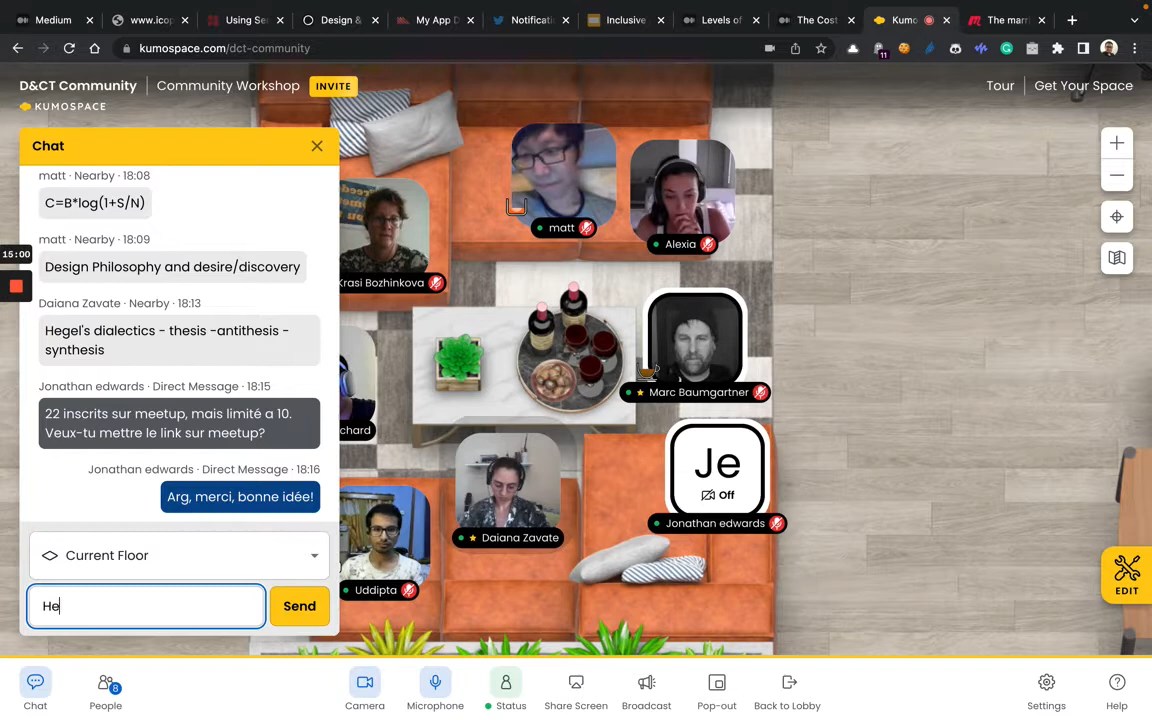 Medium
www.icop
Using Se
Design &
My App D
Notificati
Inclusive
Levels of
The Cost
Kumo
The marr
kumospace.com/dct-community
11
D&CT Community
Community Workshop
INVITE
KUMOSPACE
Tour
Get Your Space
Chat
matt · Nearby · 18:08
C=B*log(1+S/N)
matt · Nearby · 18:09
Design Philosophy and desire/discovery
15:00
Daiana Zavate · Nearby · 18:13
Hegel's dialectics - thesis -antithesis -
synthesis
Jonathan edwards · Direct Message · 18:15
22 inscrits sur meetup, mais limité a 10.
Veux-tu mettre le link sur meetup?
Jonathan edwards · Direct Message · 18:16
Arg, merci, bonne idée!
Current Floor
He
Send
matt
Alexia
Krasi Bozhinkova
Marc Baumgartner
chard
Je
Off
Jonathan edwards
Daiana Zavate
Uddipta
EDIT
Chat
8
People
Camera
Microphone
Status
Share Screen
Broadcast
Pop-out
Back to Lobby
Settings
Help